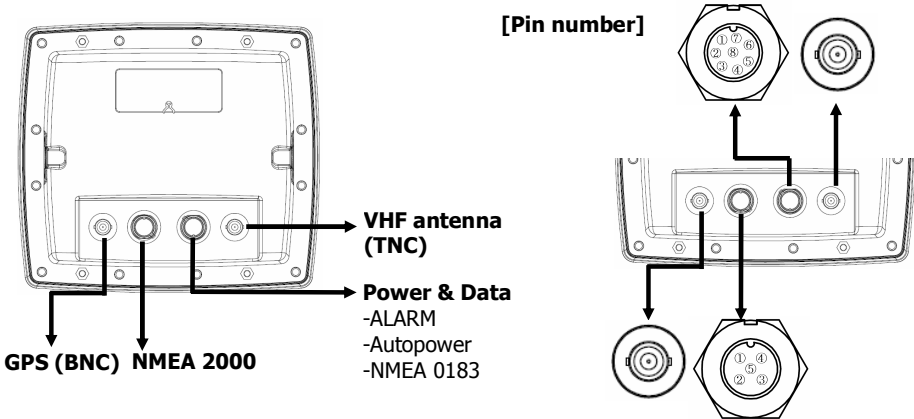 [Pin number]
① ⑦
⑥
② ⑧
⑤
③ ④
VHF antenna
(TNC)
Power & Data
-ALARM
-Autopower
-NMEA 0183
GPS (BNC) NMEA 2000
① ④
⑤
② ③